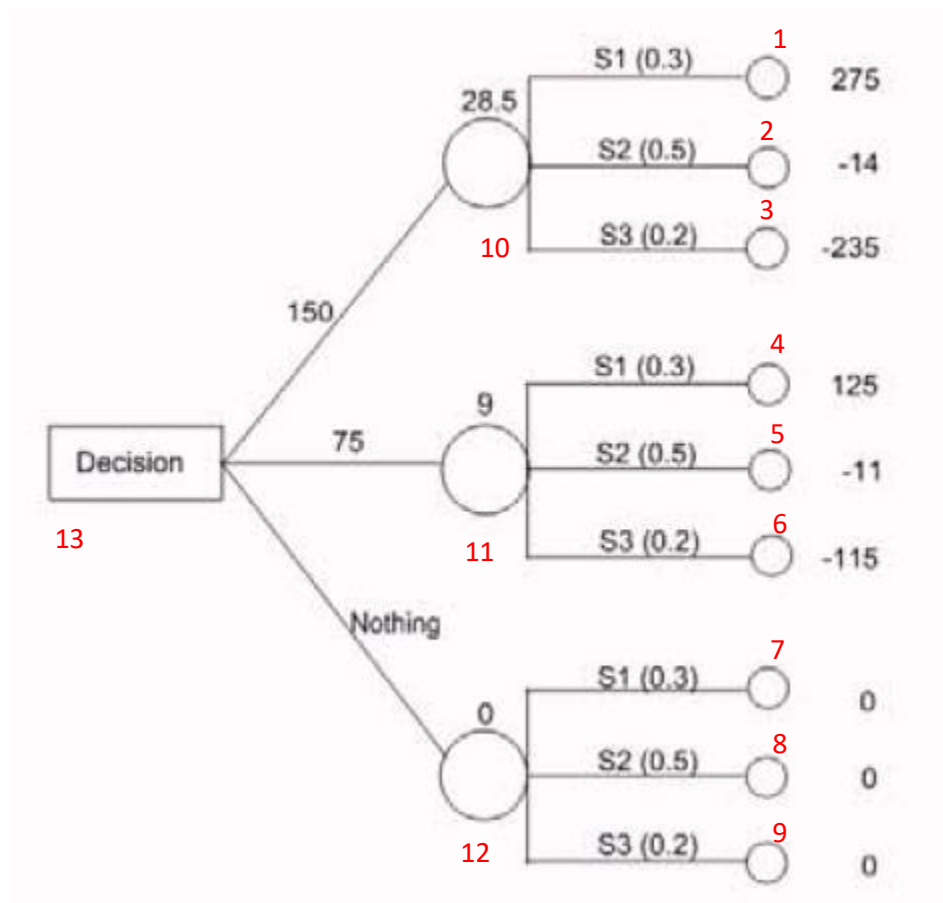 1
S1 (0.3)
275
28.5
2
S2 (0.5)
-14
3
S3 (0.2)
-235
10
150
4
S1 (0.3)
125
9
5
S2 (0.5)
-11
75
Decision
6
S3 (0.2)
-115
13
11
Nothing
7
S1 (0.3)
0
0
8
S2 (0.5)
0
9
S3 (0.2)
0
12